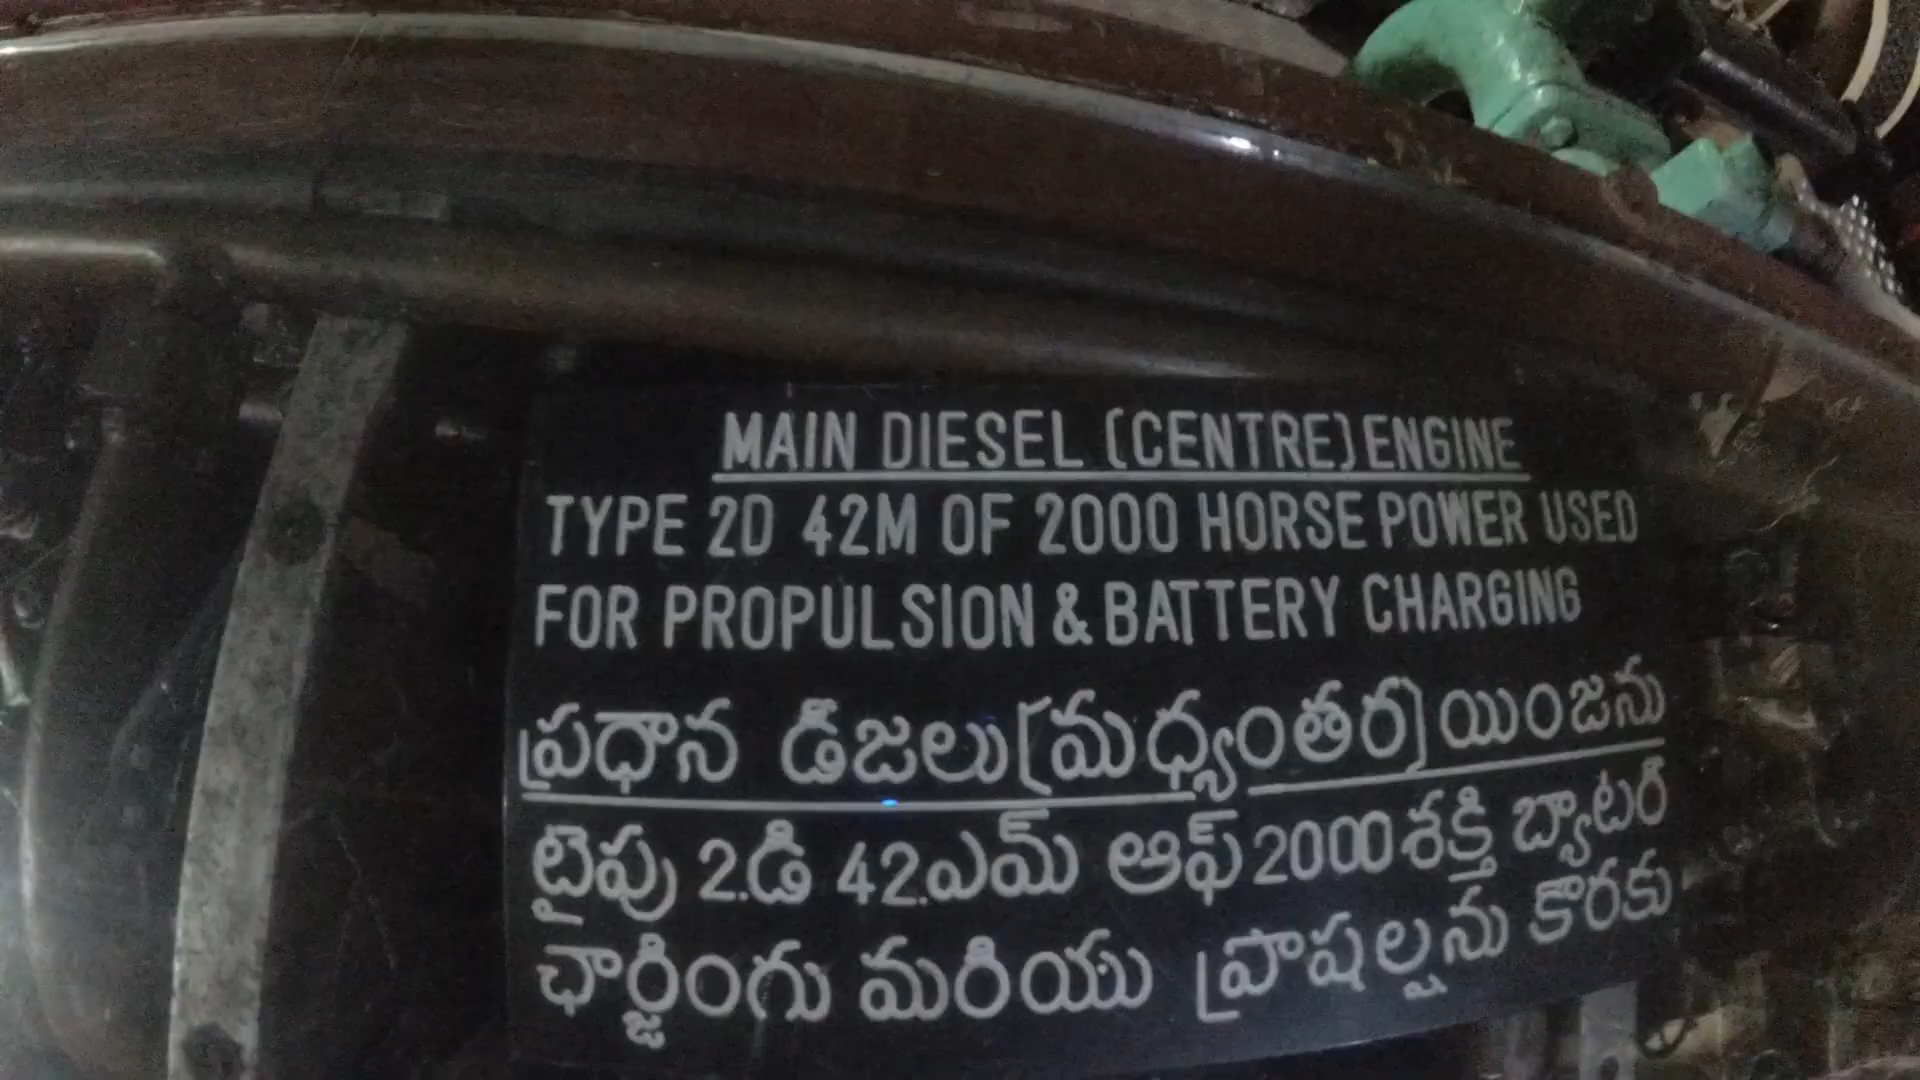 MAIN DIESEL (CENTRE) ENGINE
TYPE 2D 42M OF 2000 HORSE POWER USED
FOR PROPULSION & BATTERY CHARGING
ప్రధాన డిజలు (మధ్యంతర) యింజను
టైపు 2.డి 42.ఎమ్ ఆఫ్ 2000 శక్తి బ్యాటరి
ఛార్జింగు మరియు ప్రొషల్షను కొరకు